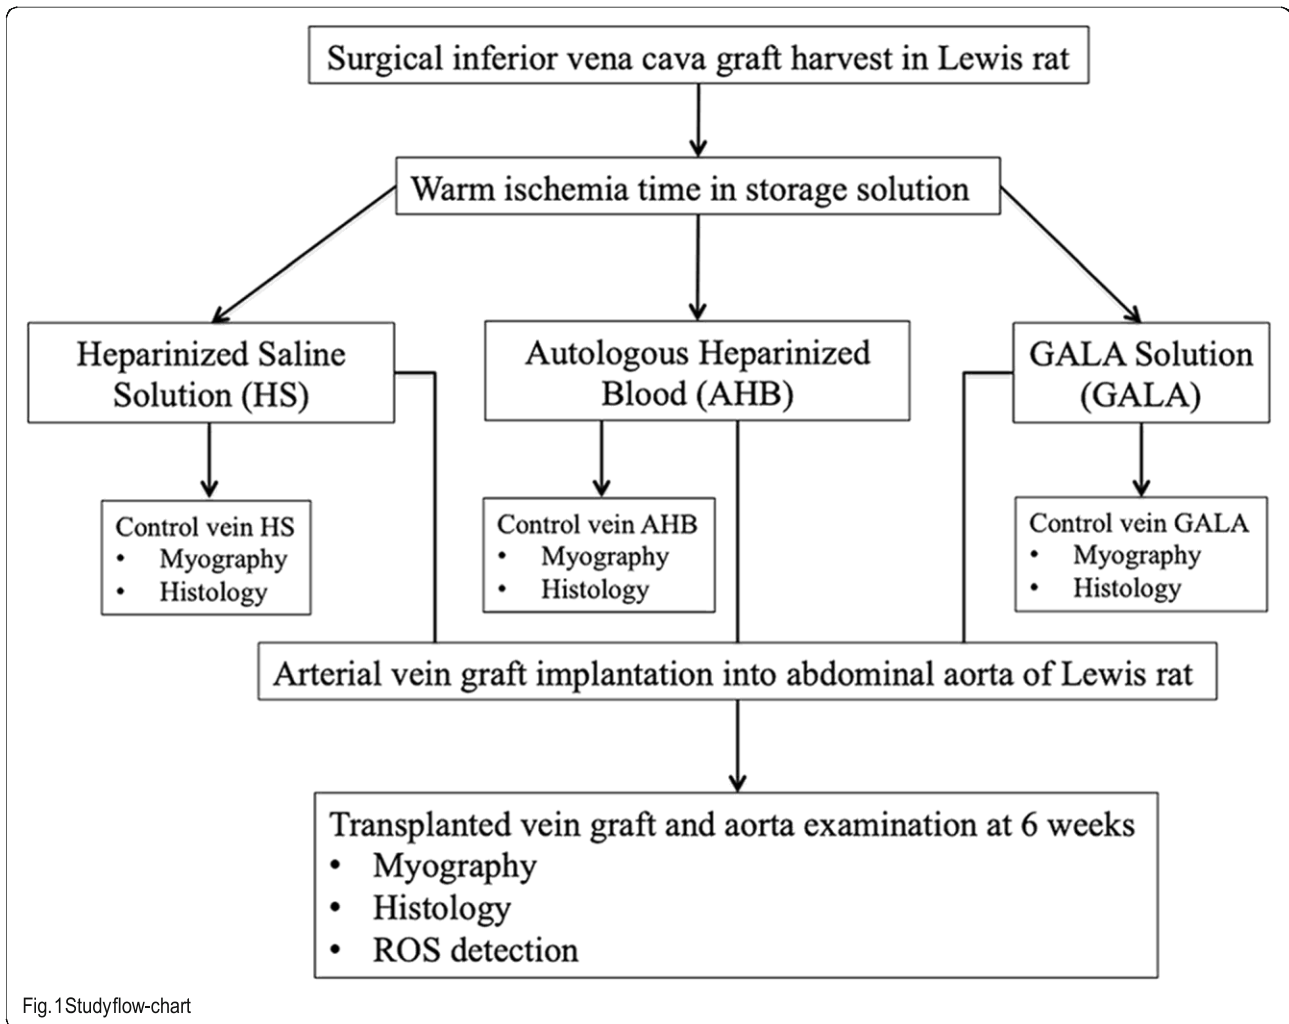 Surgical inferior vena cava graft harvest in Lewis rat
Warm ischemia time in storage solution
Heparinized Saline
Solution (HS)
Autologous Heparinized
Blood (AHB)
GALA Solution
(GALA)
Control vein HS
• Myography
• Histology
Control vein AHB
• Myography
• Histology
Control vein GALA
• Myography
• Histology
Arterial vein graft implantation into abdominal aorta of Lewis rat
Transplanted vein graft and aorta examination at 6 weeks
• Myography
• Histology
• ROS detection
Fig. 1 Study flow-chart